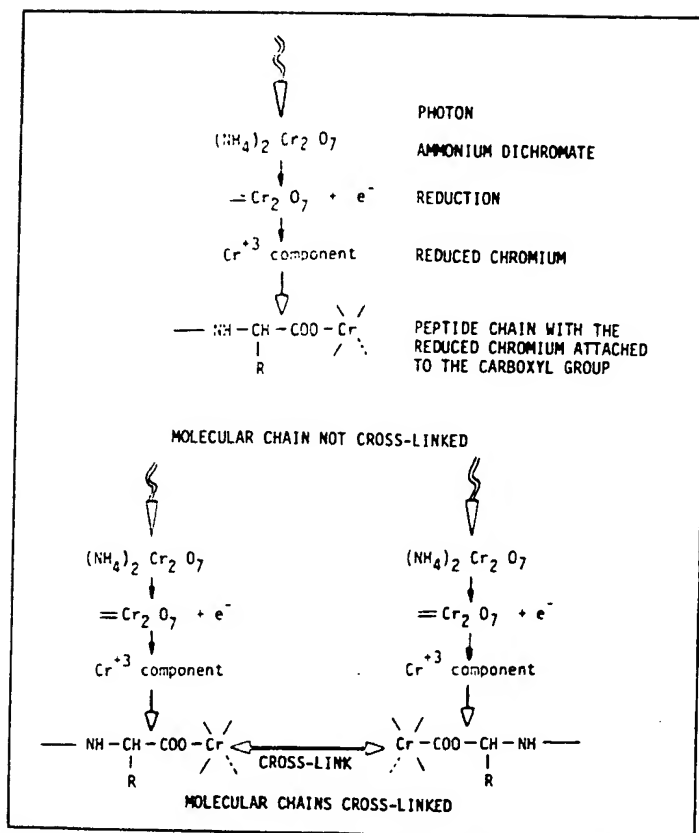 PHOTON
(NH4)2 Cr2 O7 AMMONIUM DICHROMATE
=Cr2 O7 + e- REDUCTION
Cr+3 component REDUCED CHROMIUM
— NH — CH — COO — Cr PEPTIDE CHAIN WITH THE
REDUCED CHROMIUM ATTACHED
R TO THE CARBOXYL GROUP
MOLECULAR CHAIN NOT CROSS-LINKED
(NH4)2 Cr2 O7 (NH4)2 Cr2 O7
=Cr2 O7 + e- =Cr2 O7 + e-
Cr+3 component Cr+3 component
— NH — CH — COO — Cr Cr — COO — CH — NH —
CROSS-LINK
R R
MOLECULAR CHAINS CROSS-LINKED